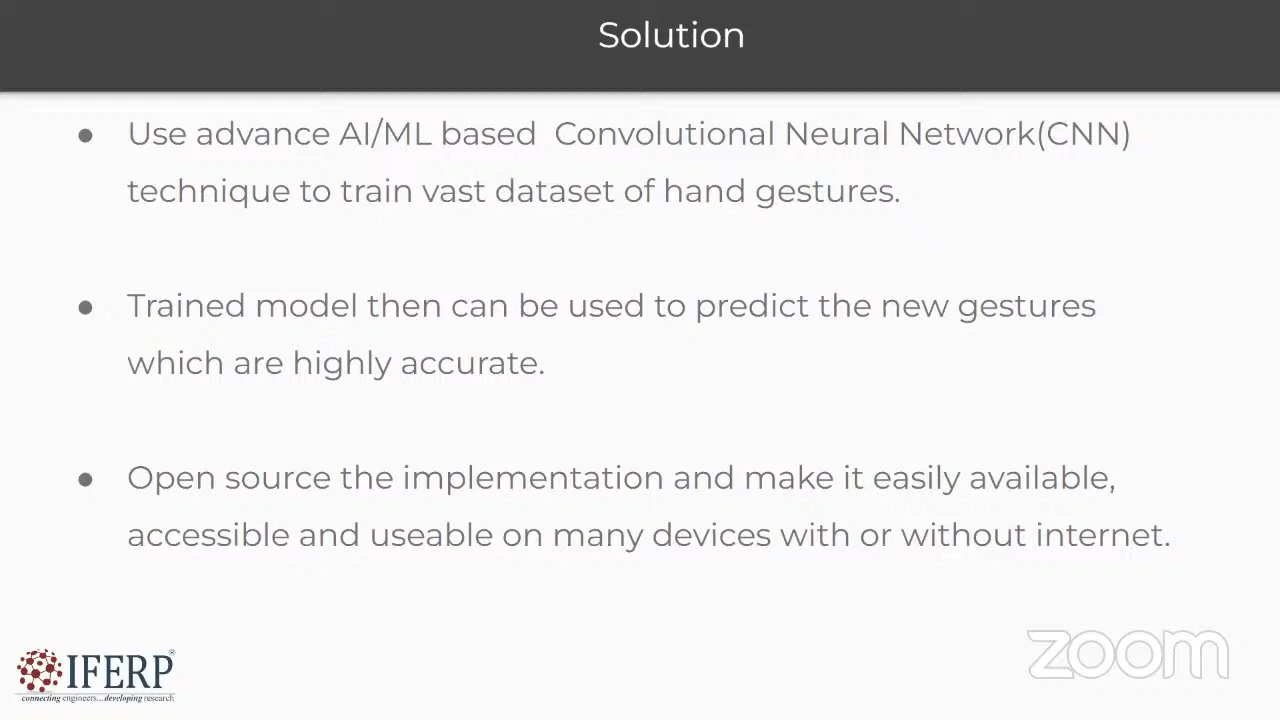 Solution
● Use advance AI/ML based  Convolutional Neural Network(CNN)
technique to train vast dataset of hand gestures.
● Trained model then can be used to predict the new gestures
which are highly accurate.
● Open source the implementation and make it easily available,
accessible and useable on many devices with or without internet.
IFERP®
connecting engineers... developing research
zoom